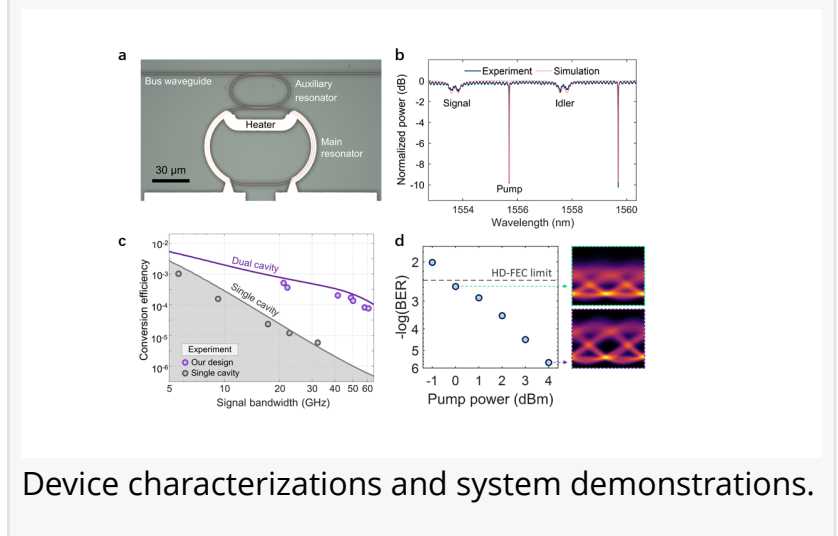 a
Bus waveguide
Auxiliary
resonator
Heater
Main
resonator
30 µm
b
Experiment
Simulation
Normalized power (dB)
0
-2
-4
-6
-8
-10
Signal
Idler
Pump
1554
1556
1558
1560
Wavelength (nm)
c
Conversion efficiency
10-2
10-3
10-4
10-5
10-6
Dual cavity
Single cavity
Experiment
Our design
Single cavity
5
10
20
30
40
50
60
Signal bandwidth (GHz)
d
-log(BER)
2
3
4
5
6
HD-FEC limit
-1
0
1
2
3
4
Pump power (dBm)
Device characterizations and system demonstrations.